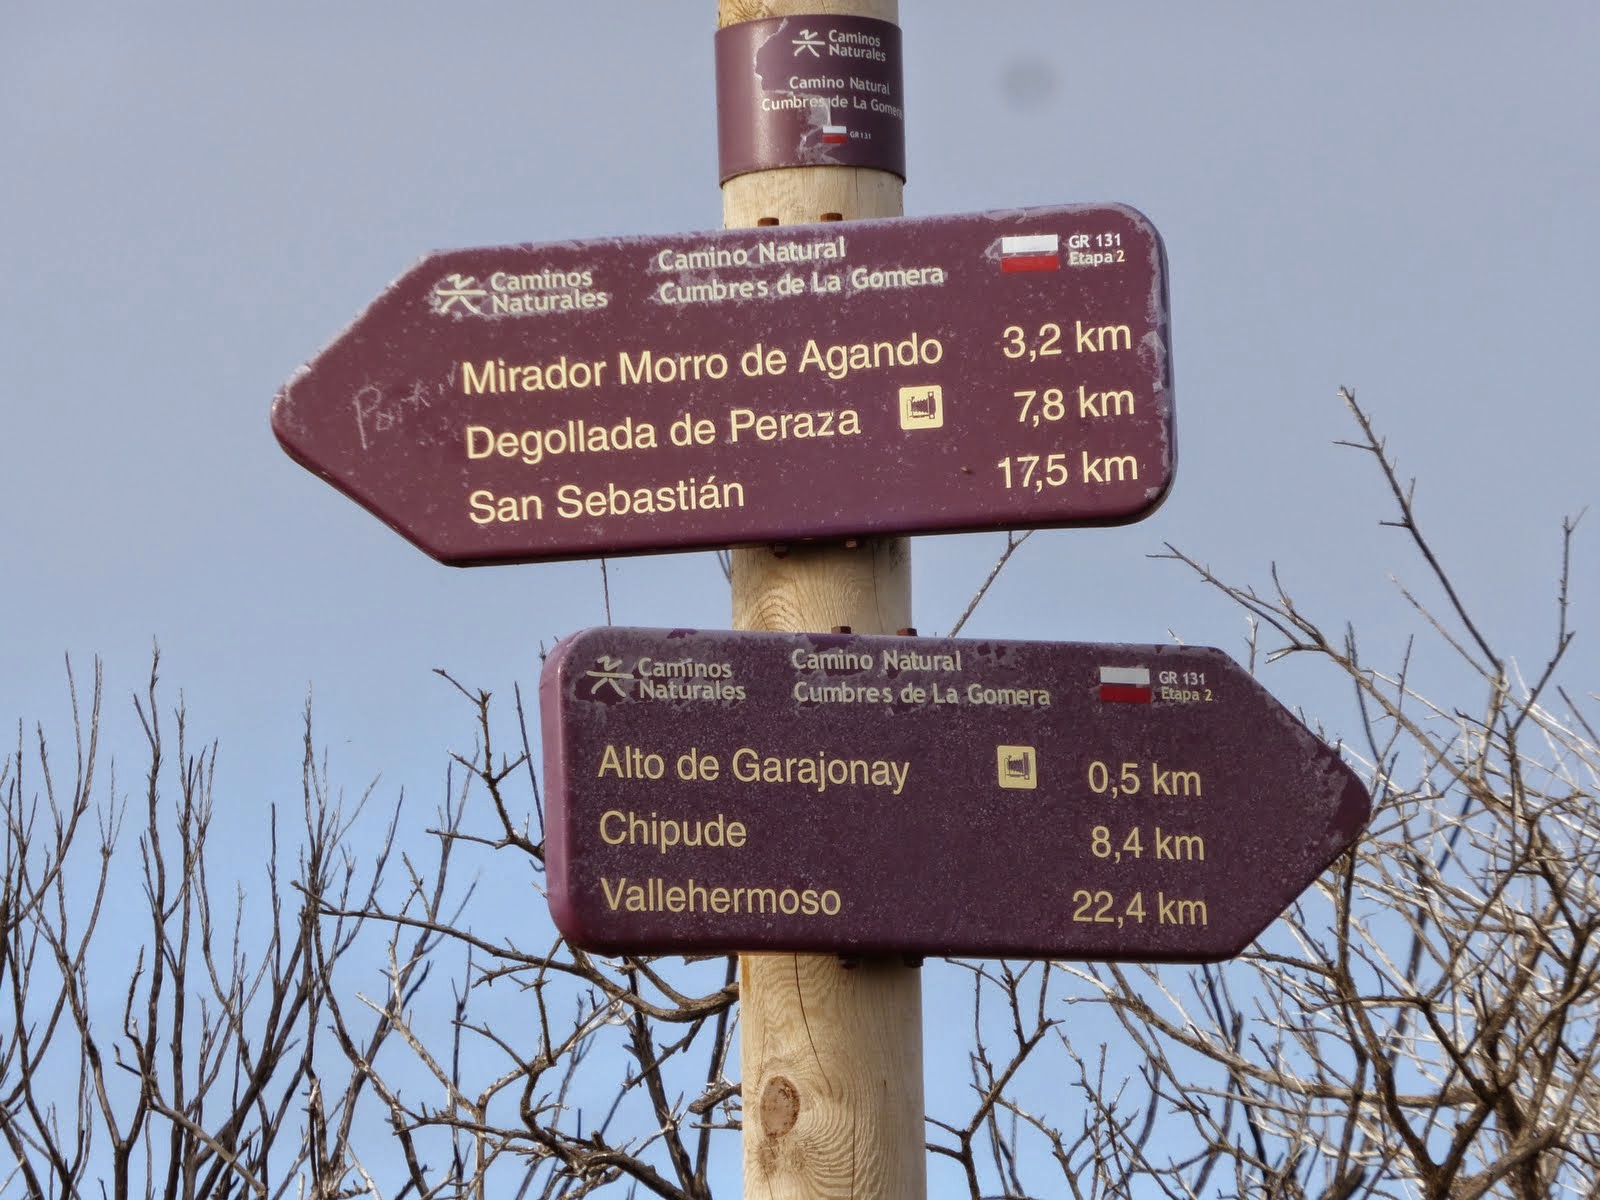 Caminos
Naturales
Camino Natural
Cumbres de La Gomera
GR 131
Caminos
Naturales
Camino Natural
Cumbres de La Gomera
GR 131
Etapa 2
Mirador Morro de Agando 3,2 km
Degollada de Peraza 7,8 km
San Sebastián 17,5 km
Caminos
Naturales
Camino Natural
Cumbres de La Gomera
GR 131
Etapa 2
Alto de Garajonay 0,5 km
Chipude 8,4 km
Vallehermoso 22,4 km